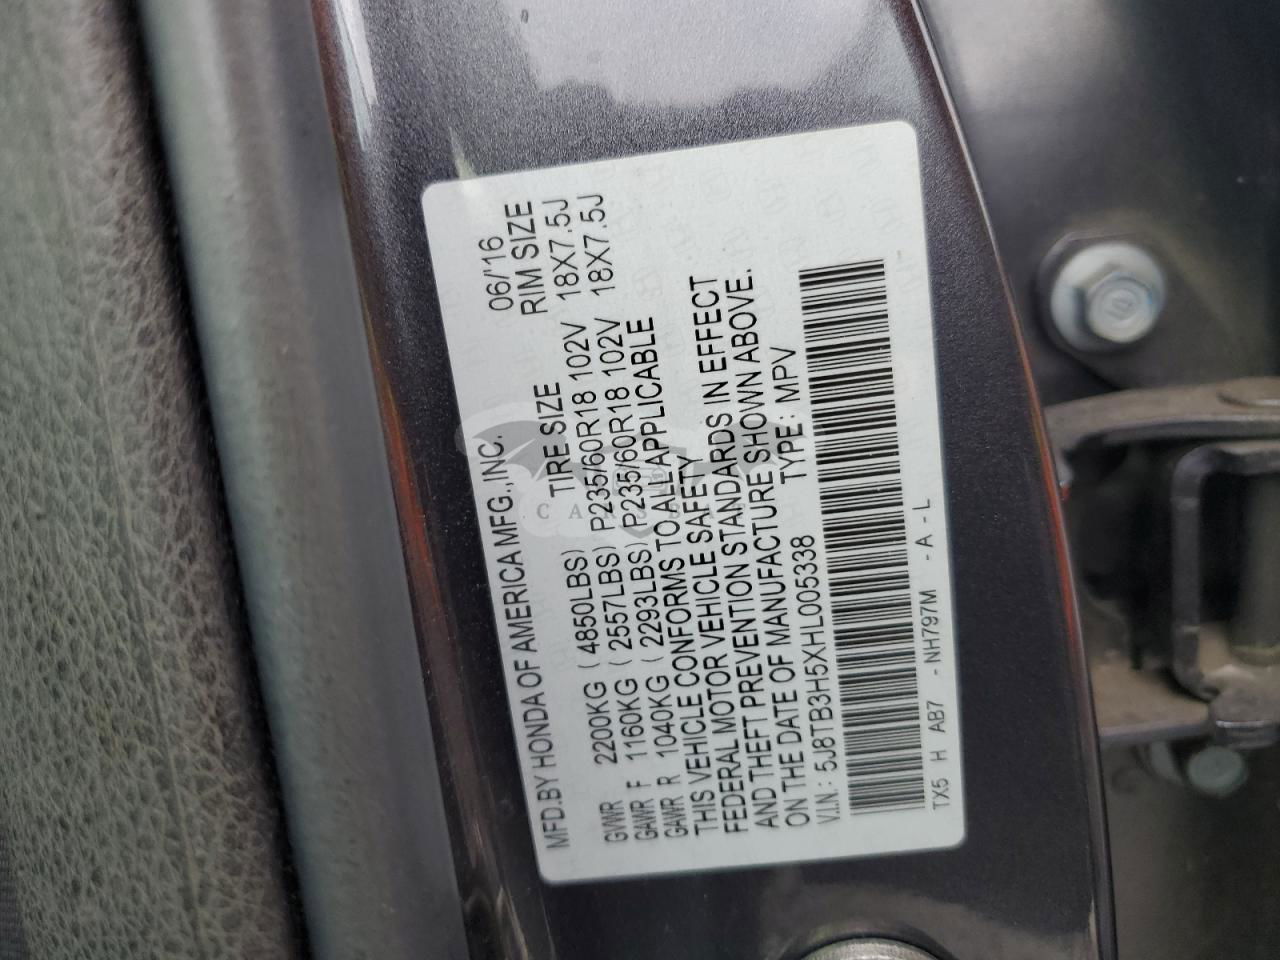 MFD.BY HONDA OF AMERICA MFG.,INC. 06/'16
TIRE SIZE RIM SIZE
GVWR 2200KG ( 4850LBS)
GAWR F 1160KG ( 2557LBS) P235/60R18 102V 18X7.5J
GAWR R 1040KG ( 2293LBS) P235/60R18 102V 18X7.5J
THIS VEHICLE CONFORMS TO ALL APPLICABLE
FEDERAL MOTOR VEHICLE SAFETY
AND THEFT PREVENTION STANDARDS IN EFFECT
ON THE DATE OF MANUFACTURE SHOWN ABOVE.
V.I.N.: 5J8TB3H5XHL005338 TYPE: MPV
TX5 H AB7 - NH797M - A - L